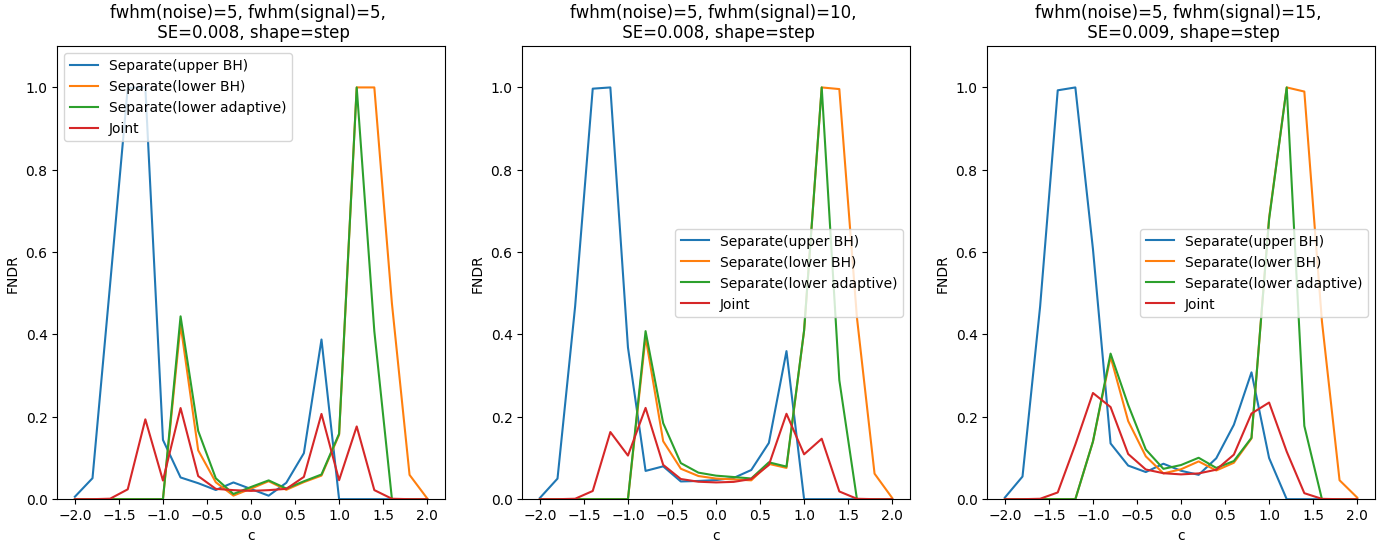 fwhm(noise)=5, fwhm(signal)=5,
SE=0.008, shape=step
FNDR
1.0
0.8
0.6
0.4
0.2
0.0
Separate(upper BH)
Separate(lower BH)
Separate(lower adaptive)
Joint
−2.0 −1.5 −1.0 −0.5 0.0 0.5 1.0 1.5 2.0
c
fwhm(noise)=5, fwhm(signal)=10,
SE=0.008, shape=step
FNDR
1.0
0.8
0.6
0.4
0.2
0.0
Separate(upper BH)
Separate(lower BH)
Separate(lower adaptive)
Joint
−2.0 −1.5 −1.0 −0.5 0.0 0.5 1.0 1.5 2.0
c
fwhm(noise)=5, fwhm(signal)=15,
SE=0.009, shape=step
FNDR
1.0
0.8
0.6
0.4
0.2
0.0
Separate(upper BH)
Separate(lower BH)
Separate(lower adaptive)
Joint
−2.0 −1.5 −1.0 −0.5 0.0 0.5 1.0 1.5 2.0
c